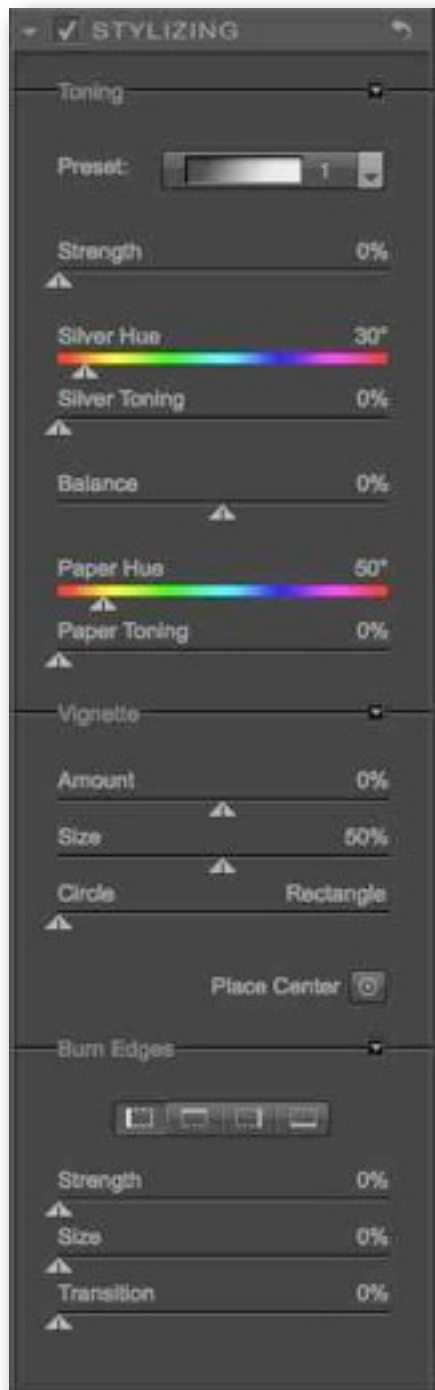 STYLIZING
Toning
Preset: 1
Strength 0%
Silver Hue 30°
Silver Toning 0%
Balance 0%
Paper Hue 50°
Paper Toning 0%
Vignette
Amount 0%
Size 50%
Circle Rectangle
Place Center
Burn Edges
Strength 0%
Size 0%
Transition 0%